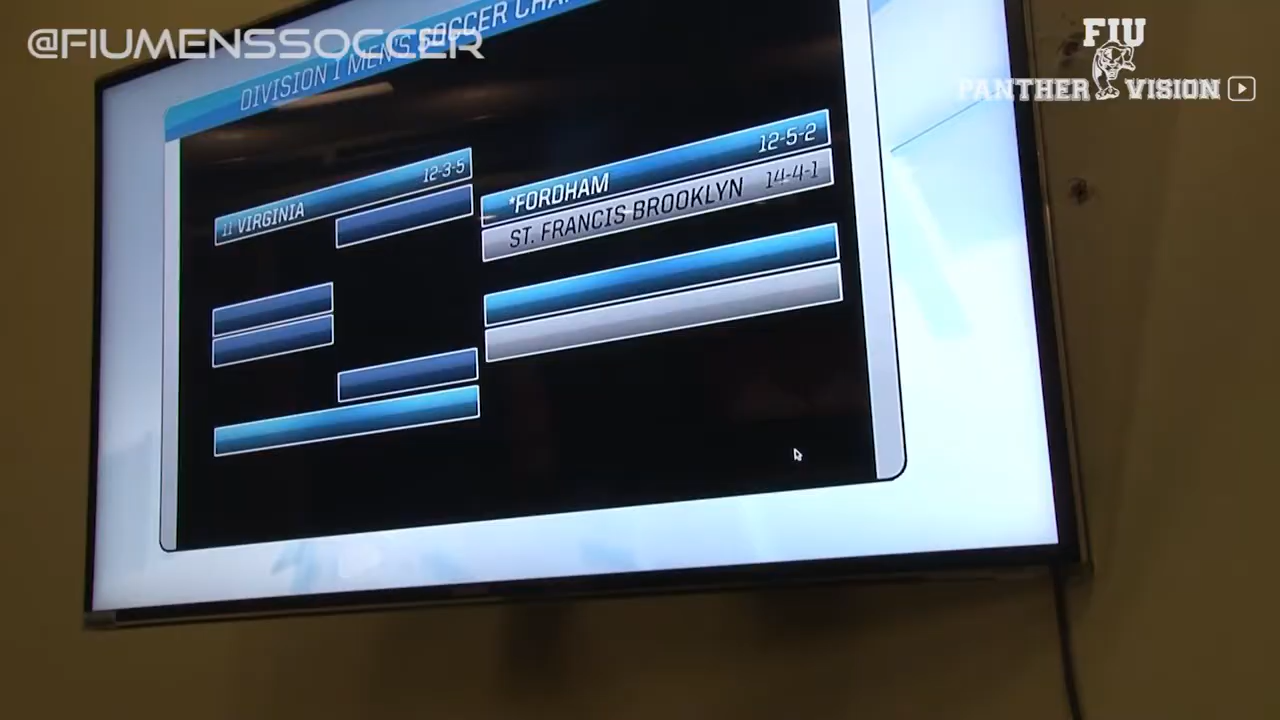 @FIUMENSSOCCER
FIU
PANTHER VISION
DIVISION I MEN'S SOCCER
11 VIRGINIA 12-3-5
*FORDHAM 12-5-2
ST. FRANCIS BROOKLYN 14-4-1